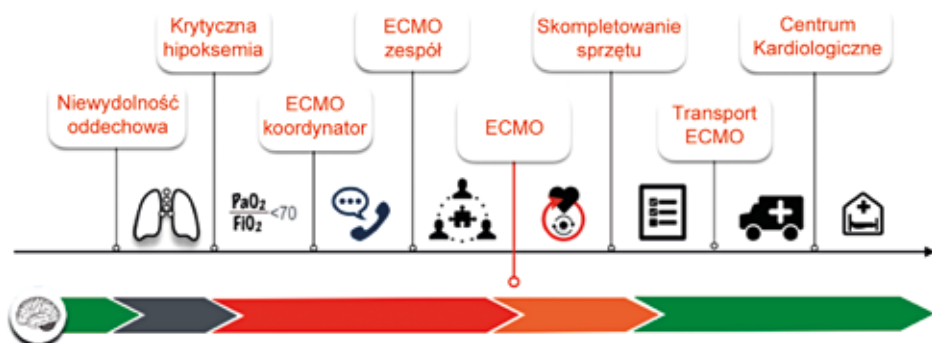 Niewydolność
oddechowa
Krytyczna
hipoksemia
PaO₂
FIO₂
<70
ECMO
koordynator
ECMO
zespół
ECMO
Skompletowanie
sprzętu
Transport
ECMO
Centrum
Kardiologiczne